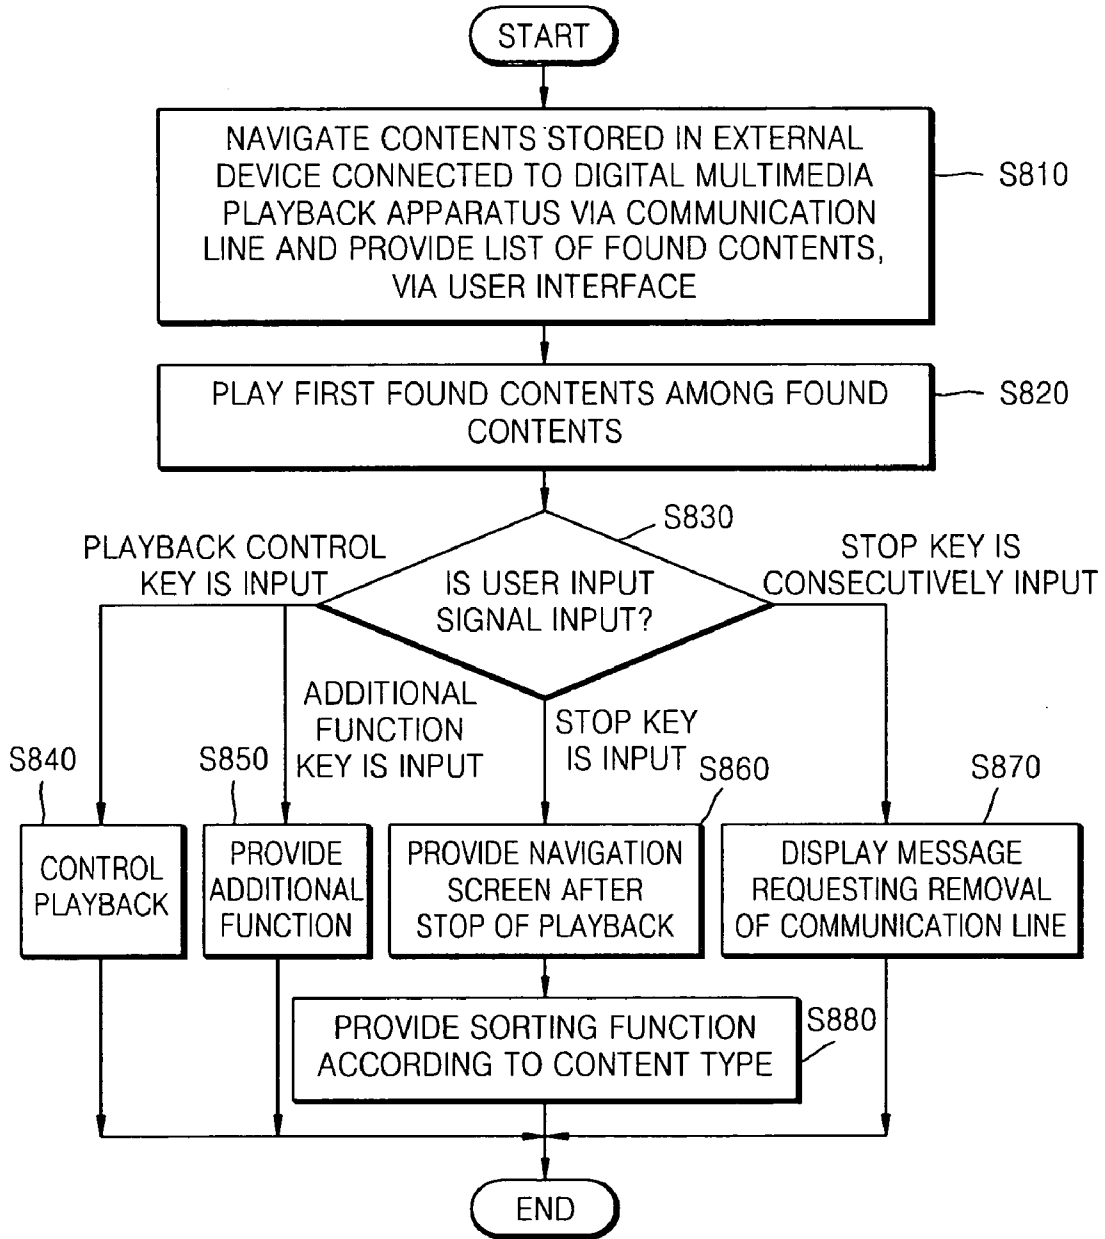 START
NAVIGATE CONTENTS STORED IN EXTERNAL
DEVICE CONNECTED TO DIGITAL MULTIMEDIA
PLAYBACK APPARATUS VIA COMMUNICATION
LINE AND PROVIDE LIST OF FOUND CONTENTS,
VIA USER INTERFACE
S810
PLAY FIRST FOUND CONTENTS AMONG FOUND
CONTENTS
S820
S830
IS USER INPUT
SIGNAL INPUT?
PLAYBACK CONTROL
KEY IS INPUT
ADDITIONAL
FUNCTION
KEY IS INPUT
STOP KEY
IS INPUT
STOP KEY IS
CONSECUTIVELY INPUT
S840
CONTROL
PLAYBACK
S850
PROVIDE
ADDITIONAL
FUNCTION
S860
PROVIDE NAVIGATION
SCREEN AFTER
STOP OF PLAYBACK
S870
DISPLAY MESSAGE
REQUESTING REMOVAL
OF COMMUNICATION LINE
PROVIDE SORTING FUNCTION
ACCORDING TO CONTENT TYPE
S880
END